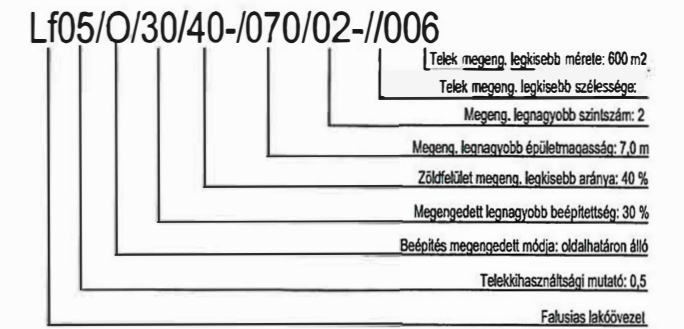 Lf05/O/30/40-/070/02-//006
Telek megeng. legkisebb mérete: 600 m2
Telek megeng. legkisebb szélessége:
Megeng. legnagyobb szintszám: 2
Megeng. legnagyobb épületmagasság: 7,0 m
Zöldfelület megeng. legkisebb aránya: 40 %
Megengedett legnagyobb beépítettség: 30 %
Beépítés megengedett módja: oldalhatáron álló
Telekkihasználtsági mutató: 0,5
Falusias lakóövezet